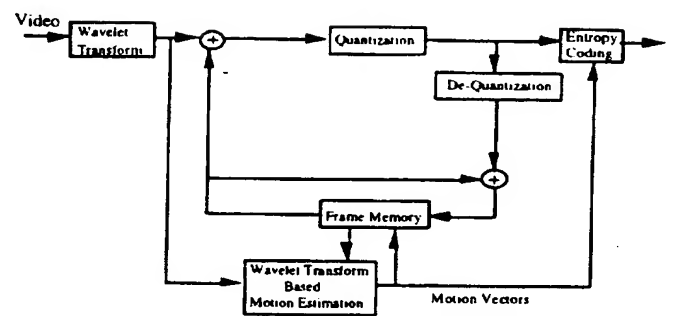 Video
Wavelet
Transform
+
Quantization
Entropy
Coding
De-Quantization
+
Frame Memory
Wavelet Transform
Based
Motion Estimation
Motion Vectors